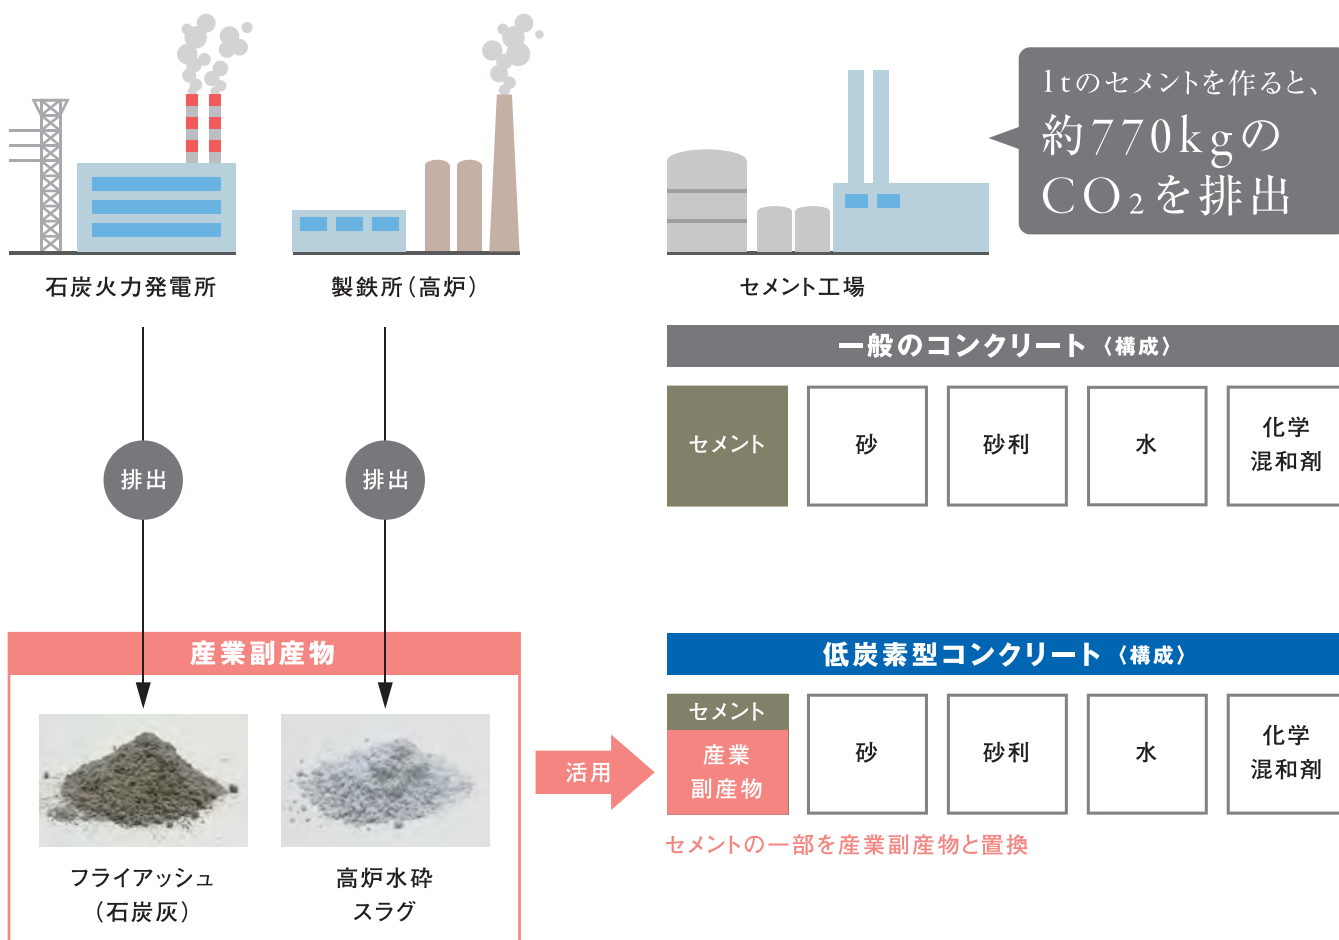 1tのセメントを作ると、
約770kgの
CO₂を排出
石炭火力発電所
製鉄所（高炉）
セメント工場
一般のコンクリート〈構成〉
セメント
砂
砂利
水
化学
混和剤
排出
排出
産業副産物
フライアッシュ
（石炭灰）
高炉水砕
スラグ
活用
低炭素型コンクリート〈構成〉
セメント
産業
副産物
砂
砂利
水
化学
混和剤
セメントの一部を産業副産物と置換